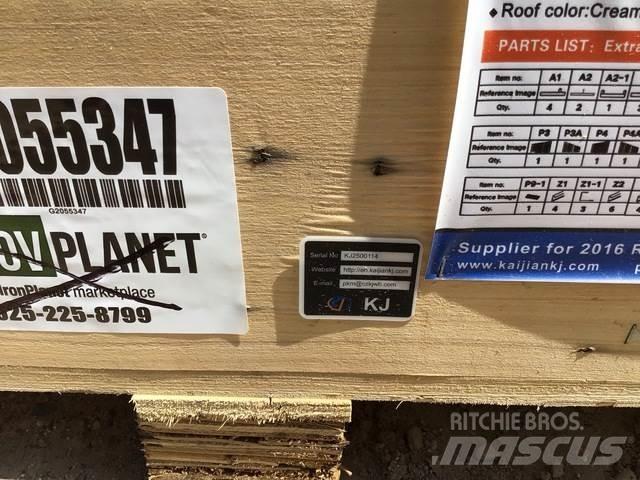 055347
G2055347
OVPLANET®
IronPlanet marketplace
925-225-8799
Serial No KJ2500114
Website http://en.kaijiankj.com
E-mail
KJ
Roof color:Cream
PARTS LIST: Extra
Item no: A1 A2 A2-1
Reference Image
Qty. 4 2 1
Item no: P3 P3A P4 P4A
Reference Image
Qty. 1 1 1 1
Item no: P9-1 Z1 Z1-1 Z2
Reference Image
Qty. 1 4 3 6 4
Supplier for 2016 R
www.kaijiankj.com
RITCHIE BROS.
MASCUS